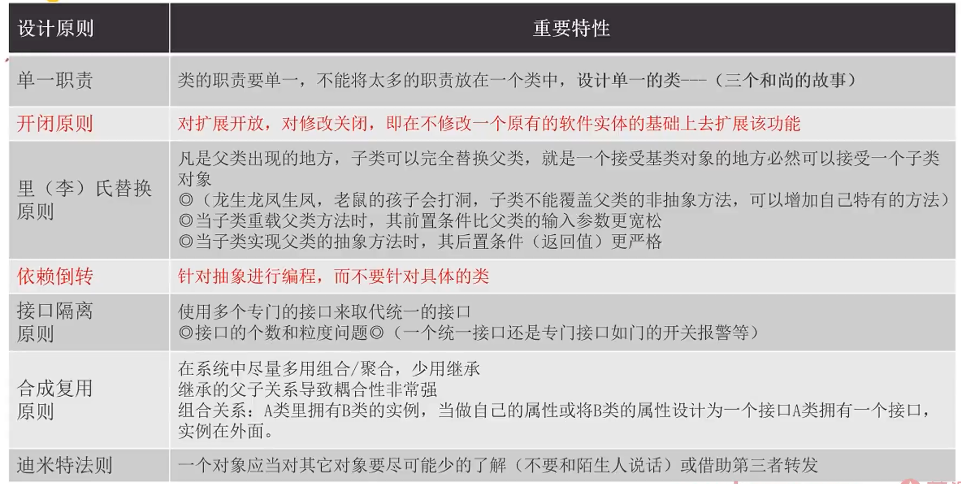 设计原则
重要特性
单一职责
类的职责要单一，不能将太多的职责放在一个类中，设计单一的类---（三个和尚的故事）
开闭原则
对扩展开放，对修改关闭，即在不修改一个原有的软件实体的基础上去扩展该功能
里（李）氏替换
原则
凡是父类出现的地方，子类可以完全替换父类，就是一个接受基类对象的地方必然可以接受一个子类
对象
◎（龙生龙凤生凤，老鼠的孩子会打洞，子类不能覆盖父类的非抽象方法，可以增加自己特有的方法）
◎当子类重载父类方法时，其前置条件比父类的输入参数更宽松
◎当子类实现父类的抽象方法时，其后置条件（返回值）更严格
依赖倒转
针对抽象进行编程，而不要针对具体的类
接口隔离
原则
使用多个专门的接口来取代统一的接口
◎接口的个数和粒度问题◎（一个统一接口还是专门接口如门的开关报警等）
合成复用
原则
在系统中尽量多用组合/聚合，少用继承
继承的父子关系导致耦合性非常强
组合关系：A类里拥有B类的实例，当做自己的属性或将B类的属性设计为一个接口A类拥有一个接口，
实例在外面。
迪米特法则
一个对象应当对其它对象要尽可能少的了解（不要和陌生人说话）或借助第三者转发